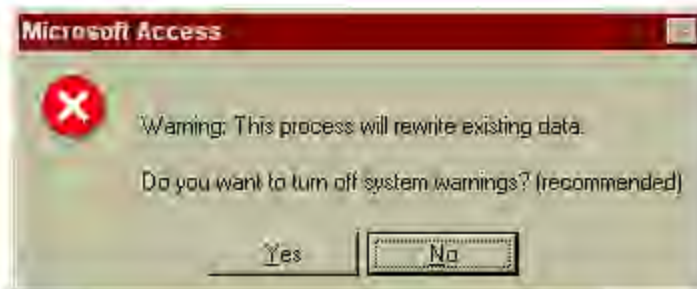 Microsoft Access
Warning: This process will rewrite existing data.
Do you want to turn off system warnings? (recommended)
Yes No